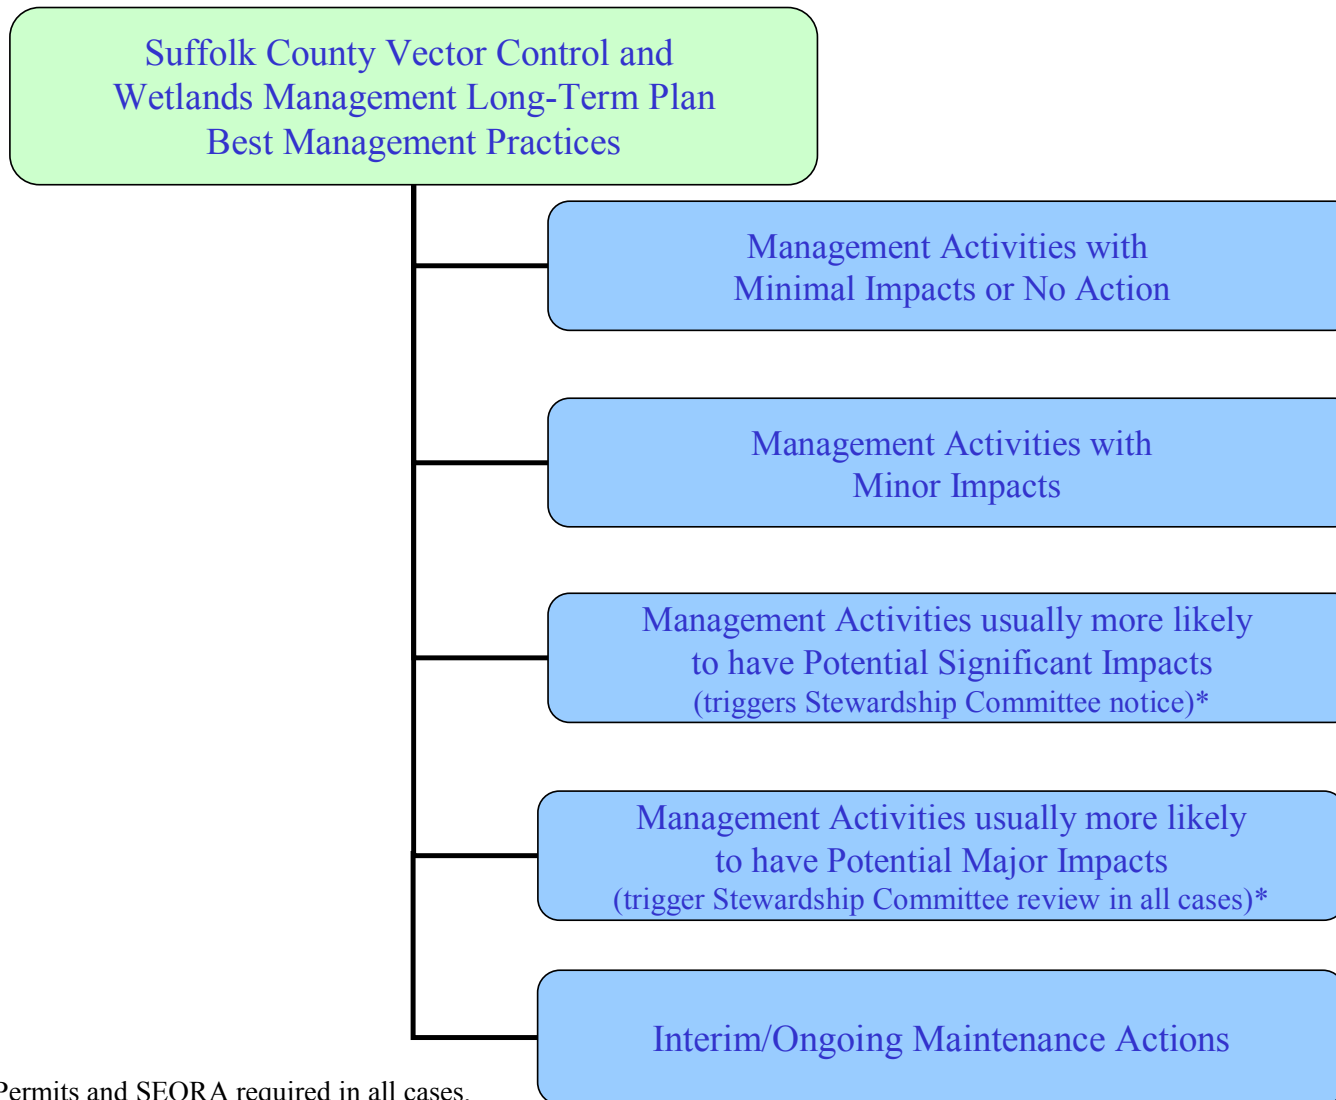 Suffolk County Vector Control and
Wetlands Management Long-Term Plan
Best Management Practices
Management Activities with
Minimal Impacts or No Action
Management Activities with
Minor Impacts
Management Activities usually more likely
to have Potential Significant Impacts
(triggers Stewardship Committee notice)*
Management Activities usually more likely
to have Potential Major Impacts
(trigger Stewardship Committee review in all cases)*
Interim/Ongoing Maintenance Actions
Permits and SEQRA required in all cases.